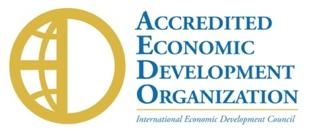 ACCREDITED
ECONOMIC
DEVELOPMENT
ORGANIZATION
International Economic Development Council